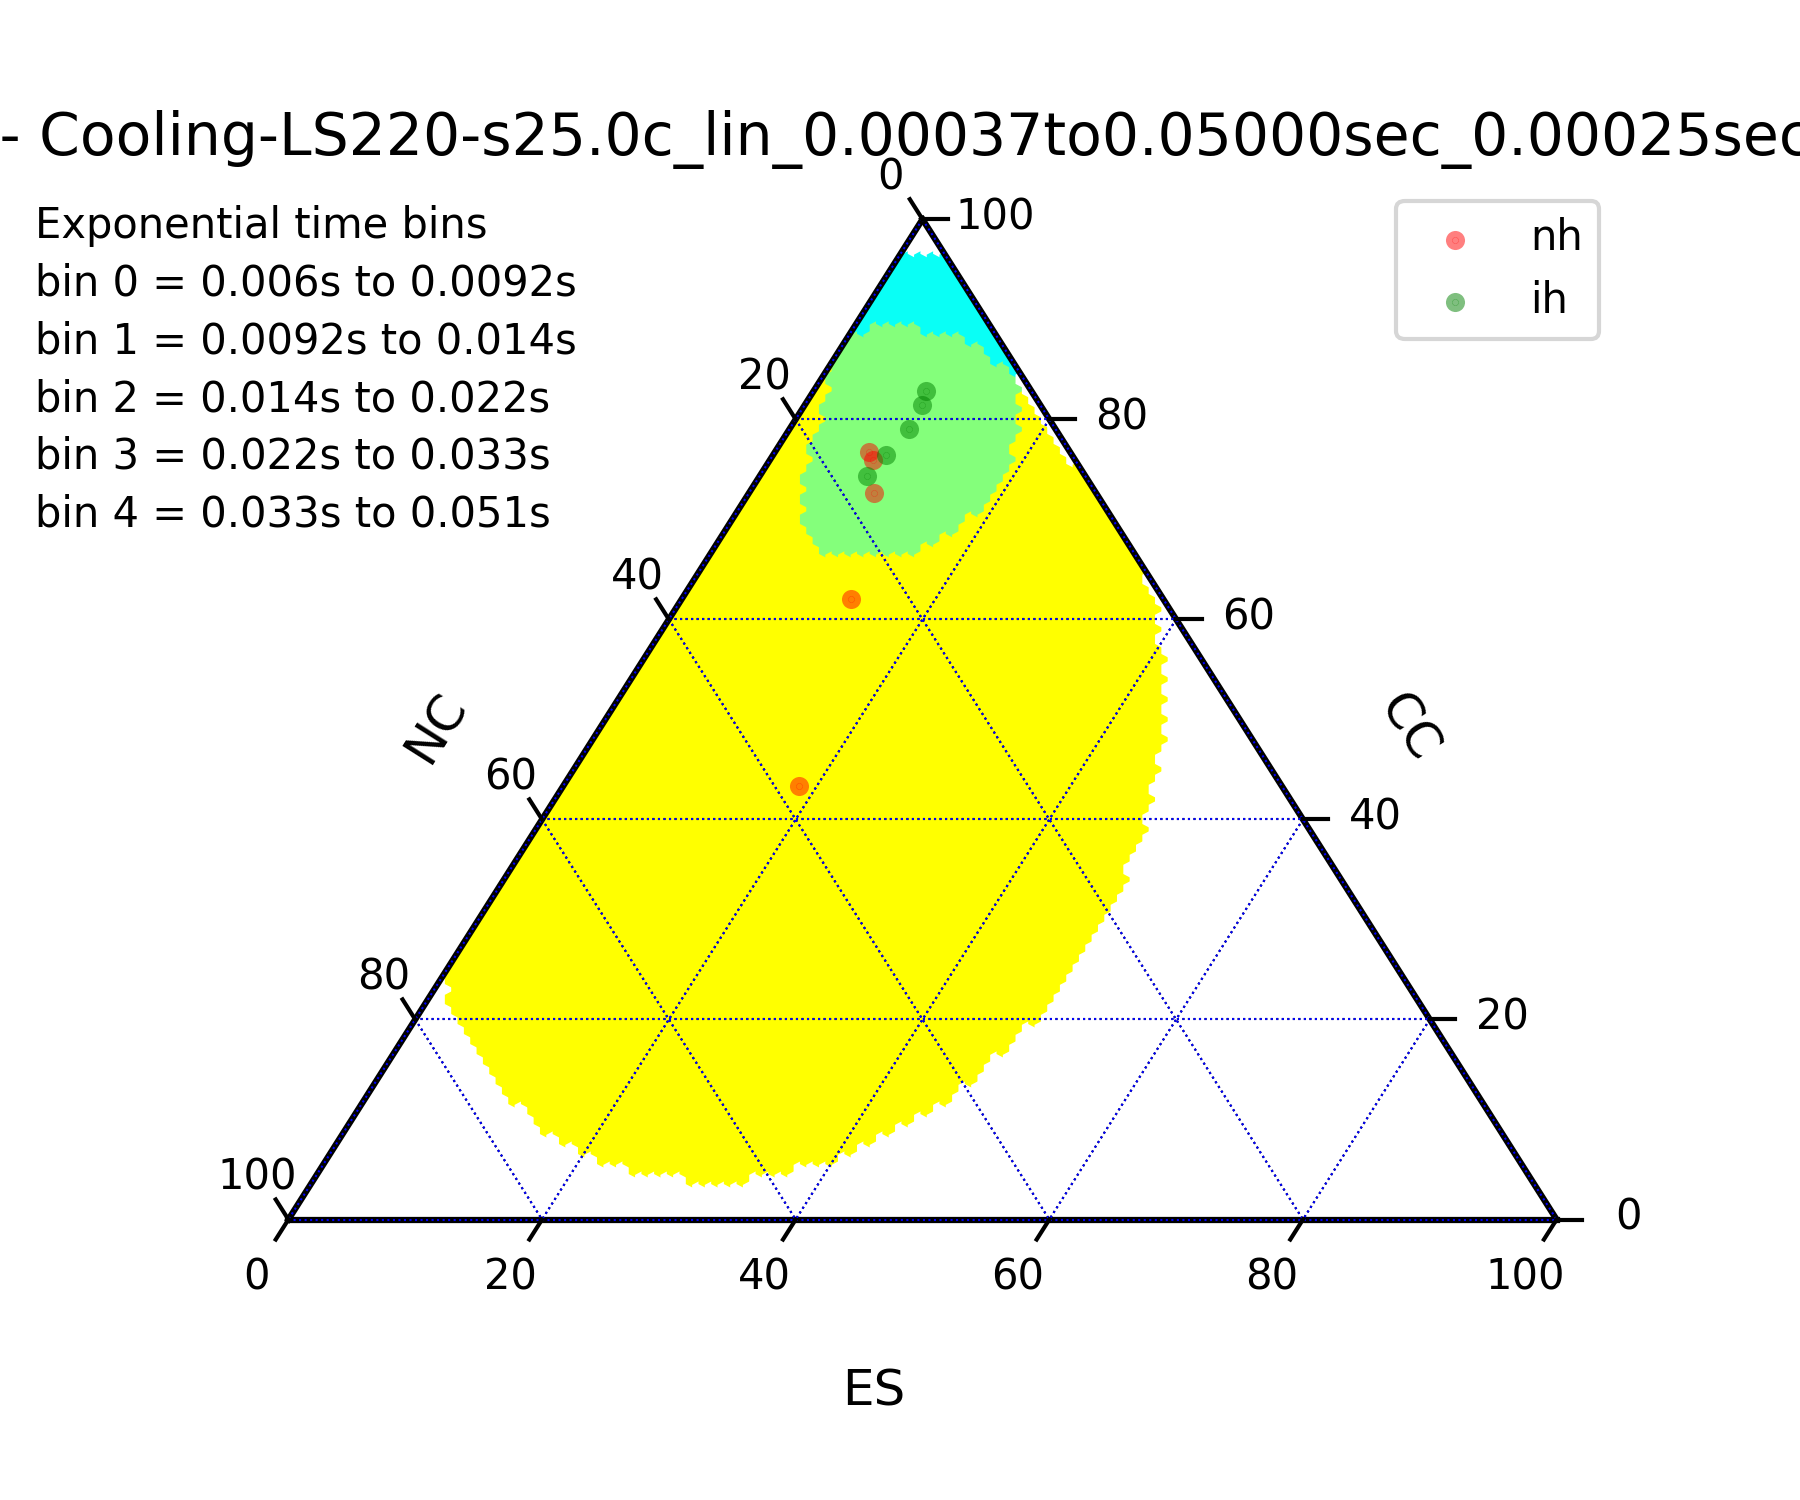 - Cooling-LS220-s25.0c_lin_0.00037to0.05000sec_0.00025sec
Exponential time bins
bin 0 = 0.006s to 0.0092s
bin 1 = 0.0092s to 0.014s
bin 2 = 0.014s to 0.022s
bin 3 = 0.022s to 0.033s
bin 4 = 0.033s to 0.051s
nh
ih
0
100
20
80
40
60
NC
CC
60
40
80
20
100
0
0
20
40
60
80
100
ES